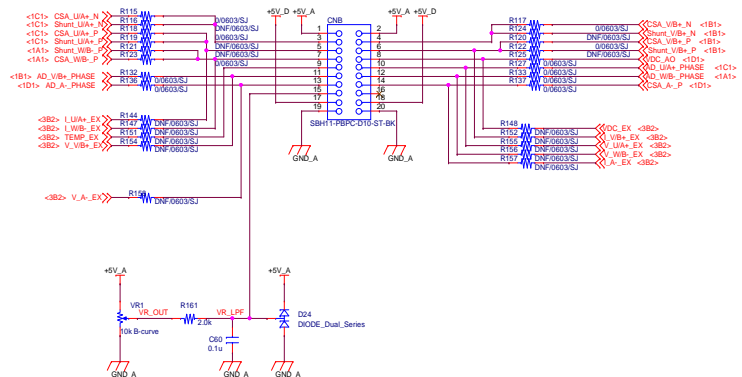 <1C1> CSA_U/A+_N R115
<1C1> Shunt_U/A+_N R116
<1C1> CSA_U/A+_P R118
<1C1> Shunt_U/A+_P R119
<1A1> Shunt_W/B-_P R121
<1A1> CSA_W/B-_P R123
0/0603/SJ
DNF/0603/SJ
0/0603/SJ
DNF/0603/SJ
0/0603/SJ
<1B1> AD_V/B+_PHASE R132
<1D1> AD_A-_PHASE R136
0/0603/SJ
0/0603/SJ
<3B2> I_U/A+_EX R144
<3B2> I_W/B-_EX R147
<3B2> TEMP_EX R151
<3B2> V_V/B+_EX R154
DNF/0603/SJ
DNF/0603/SJ
DNF/0603/SJ
DNF/0603/SJ
<3B2> V_A-_EX
DNF/0603/SJ
+5V_D +5V_A CNB +5V_A +5V_D
1 2
3 4
5 6
7 8
9 10
11 12
13 14
15 16
17 18
19 20
SBH11-PBPC-D10-ST-BK
GND_A GND_A
R117 CSA_V/B+_N <1B1>
R124 0/0603/SJ Shunt_V/B+_N <1B1>
R120 DNF/0603/SJ CSA_V/B+_P <1B1>
R122 0/0603/SJ Shunt_V/B+_P <1B1>
R125 DNF/0603/SJ VDC_AO <1D1>
R127 0/0603/SJ AD_U/A+_PHASE <1C1>
R133 0/0603/SJ AD_W/B-_PHASE <1A1>
R137 0/0603/SJ CSA_A-_P <1D1>
0/0603/SJ
R148 VDC_EX <3B2>
R152 DNF/0603/SJ I_V/B+_EX <3B2>
R155 DNF/0603/SJ V_U/A+_EX <3B2>
R156 DNF/0603/SJ V_W/B-_EX <3B2>
R157 DNF/0603/SJ I_A-_EX <3B2>
DNF/0603/SJ
+5V_A +5V_A
VR1 VR_OUT R161 VR_LPF D24
10k B-curve 2.0k DIODE_Dual_Series
C60
0.1u
GND_A GND_A GND_A